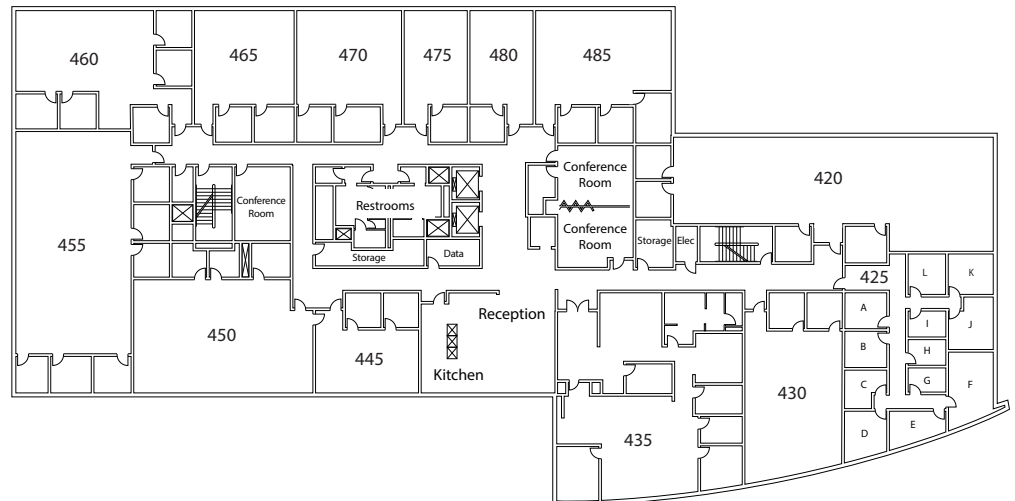 460
465
470
475
480
485
Conference
Room
420
Conference
Room
Restrooms
455
Conference
Room
Storage
Elec
Storage
Data
425
L
K
A
I
J
B
H
C
G
F
D
E
Reception
450
445
Kitchen
430
435